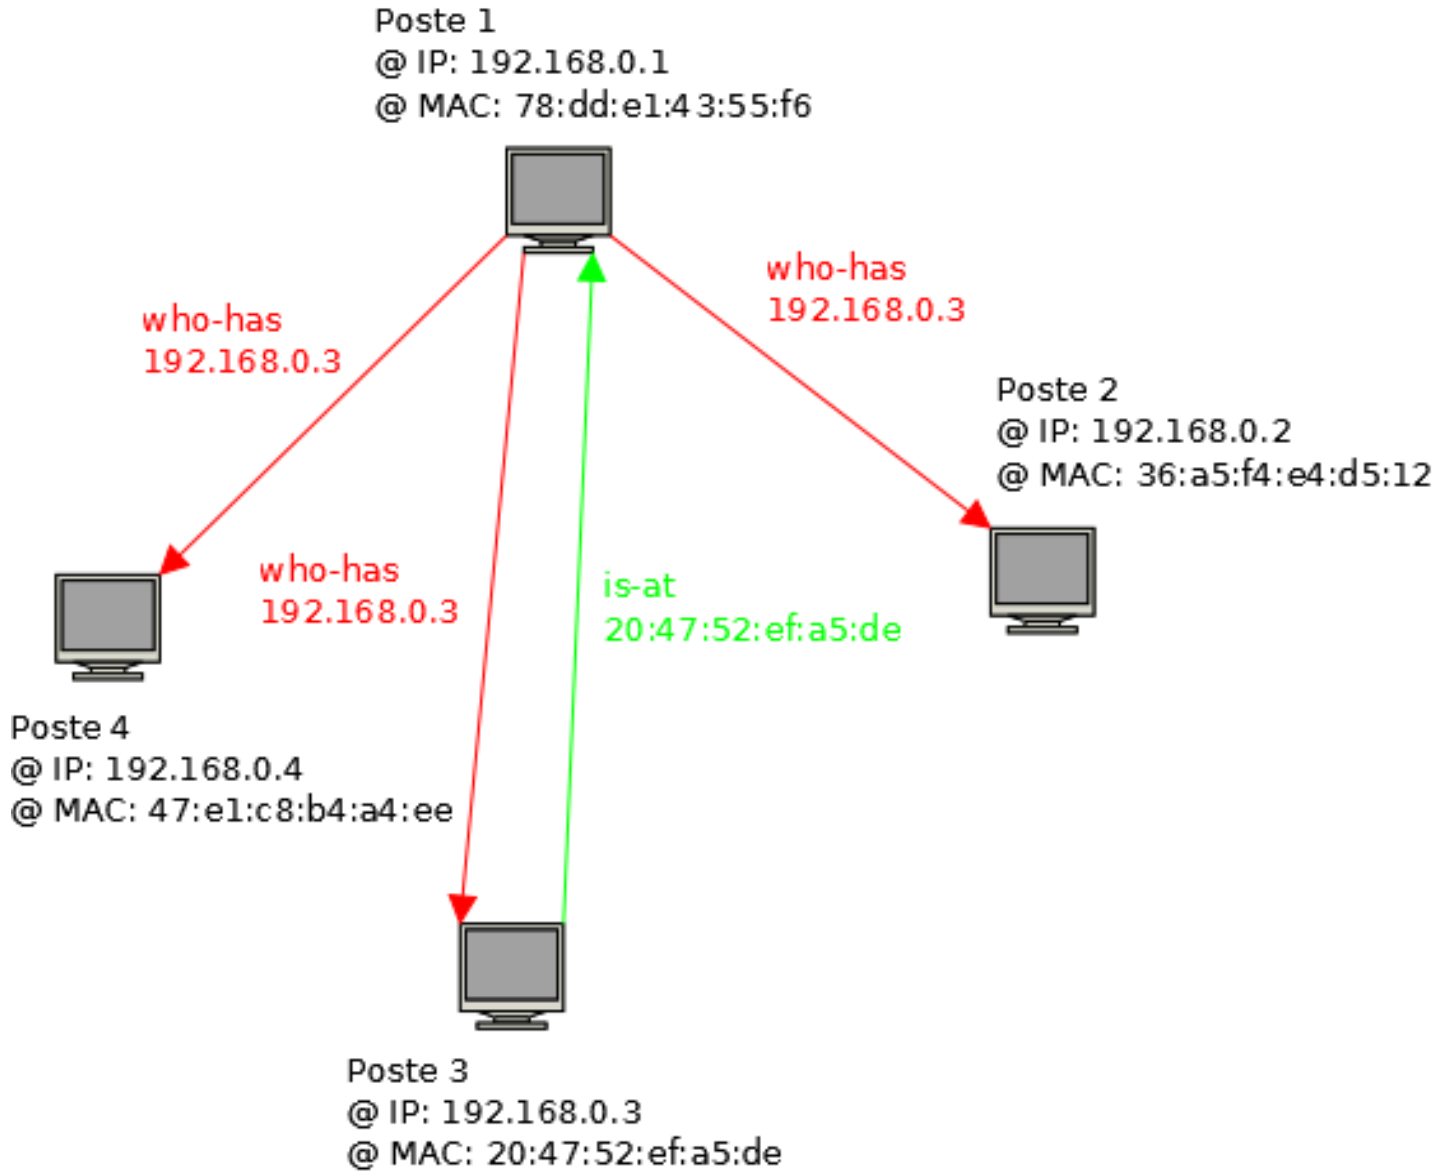 Poste 1
@ IP: 192.168.0.1
@ MAC: 78:dd:e1:43:55:f6
who-has
192.168.0.3
who-has
192.168.0.3
Poste 2
@ IP: 192.168.0.2
@ MAC: 36:a5:f4:e4:d5:12
who-has
192.168.0.3
is-at
20:47:52:ef:a5:de
Poste 4
@ IP: 192.168.0.4
@ MAC: 47:e1:c8:b4:a4:ee
Poste 3
@ IP: 192.168.0.3
@ MAC: 20:47:52:ef:a5:de